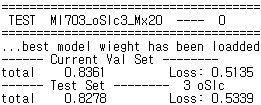 ========================================
TEST  Ml703_oSlc3_Mx20  ----  0
========================================
...best model wieght has been loadded
------ Current Val Set -------
total     0.8361        Loss: 0.5135
------ Test Set --------  3 oSlc
total     0.8278        Loss: 0.5339